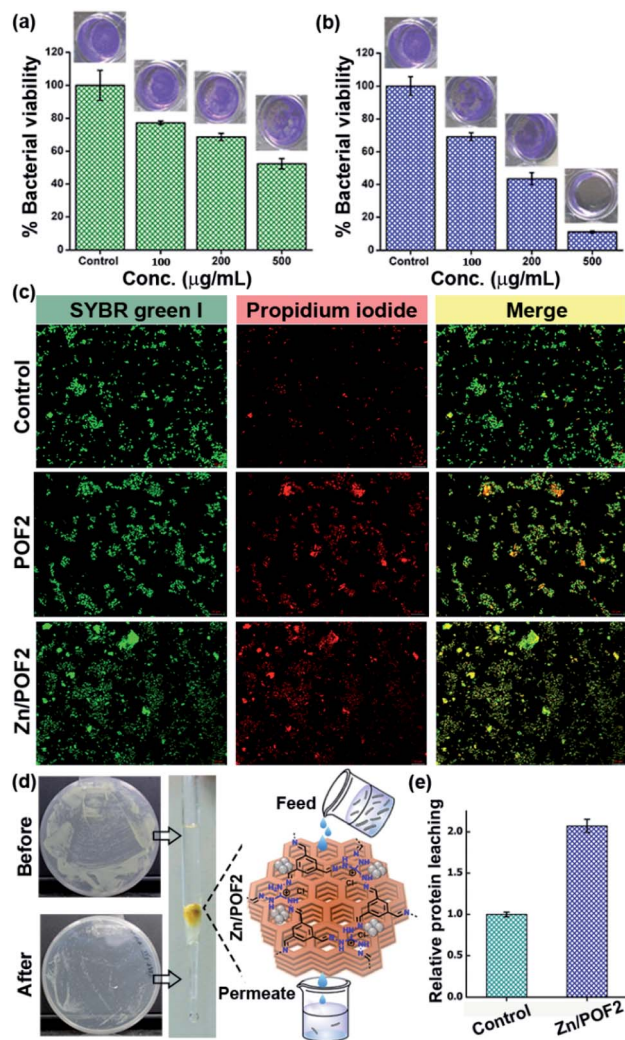 (a)
% Bacterial viability
120
100
80
60
40
20
0
Control
100
200
500
Conc. (μg/mL)
(b)
% Bacterial viability
120
100
80
60
40
20
0
Control
100
200
500
Conc. (μg/mL)
(c)
SYBR green I
Propidium iodide
Merge
Control
POF2
Zn/POF2
(d)
Before
After
Zn/POF2
Feed
Permeate
(e)
Relative protein leaching
2.0
1.5
1.0
0.5
0.0
Control
Zn/POF2